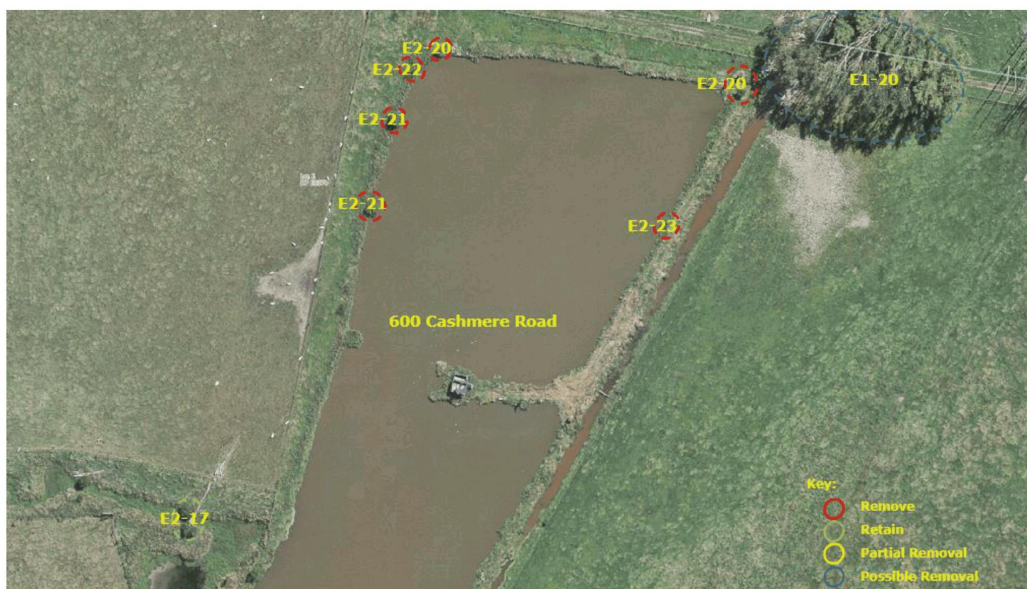 E2-20
E2-22
E2-20
E1-20
E2-21
E2-21
E2-23
600 Cashmere Road
E2-17
Key:
Remove
Retain
Partial Removal
Possible Removal